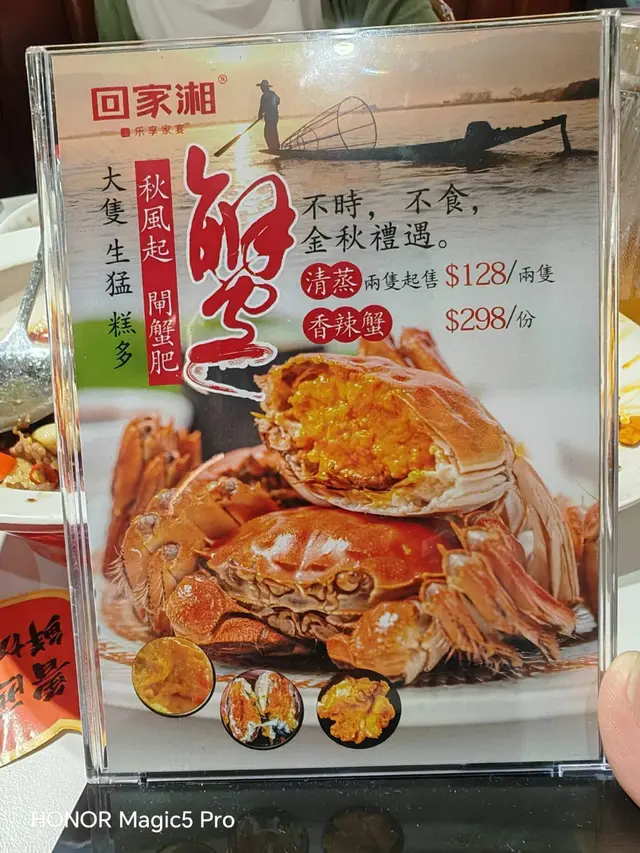 回家湘®
乐享家宴
大隻 生猛 糕多
秋風起 閘蟹肥
蟹
不時，不食，
金秋禮遇。
清蒸 兩隻起售 $128/兩隻
香辣蟹 $298/份
HONOR Magic5 Pro